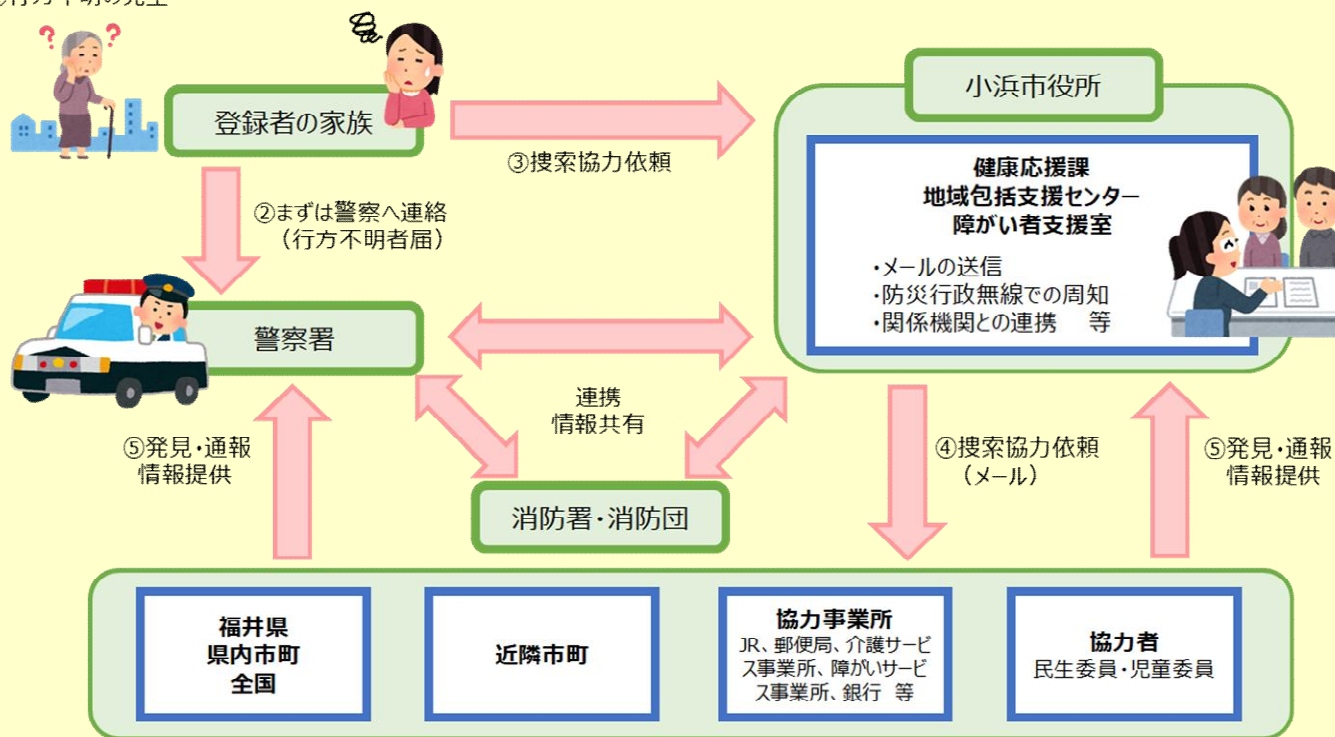 行方不明の発生
? ?
登録者の家族
③捜索協力依頼
小浜市役所
健康応援課
地域包括支援センター
障がい者支援室
・メールの送信
・防災行政無線での周知
・関係機関との連携 等
②まずは警察へ連絡
（行方不明者届）
警察署
連携
情報共有
⑤発見・通報
情報提供
④捜索協力依頼
（メール）
⑤発見・通報
情報提供
消防署・消防団
福井県
県内市町
全国
近隣市町
協力事業所
JR、郵便局、介護サービ
ス事業所、障がいサービ
ス事業所、銀行 等
協力者
民生委員・児童委員